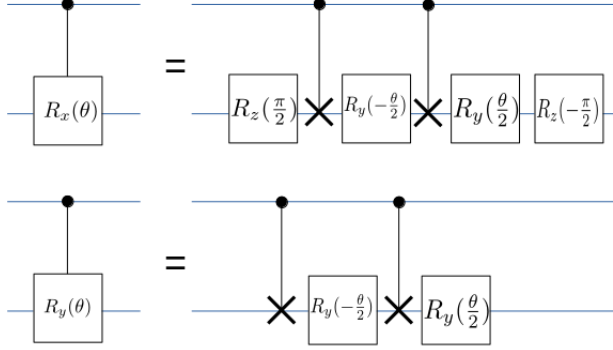 R_x(θ) = R_z(π/2) R_y(-θ/2) R_y(θ/2) R_z(-π/2)
R_y(θ) = R_y(-θ/2) R_y(θ/2)